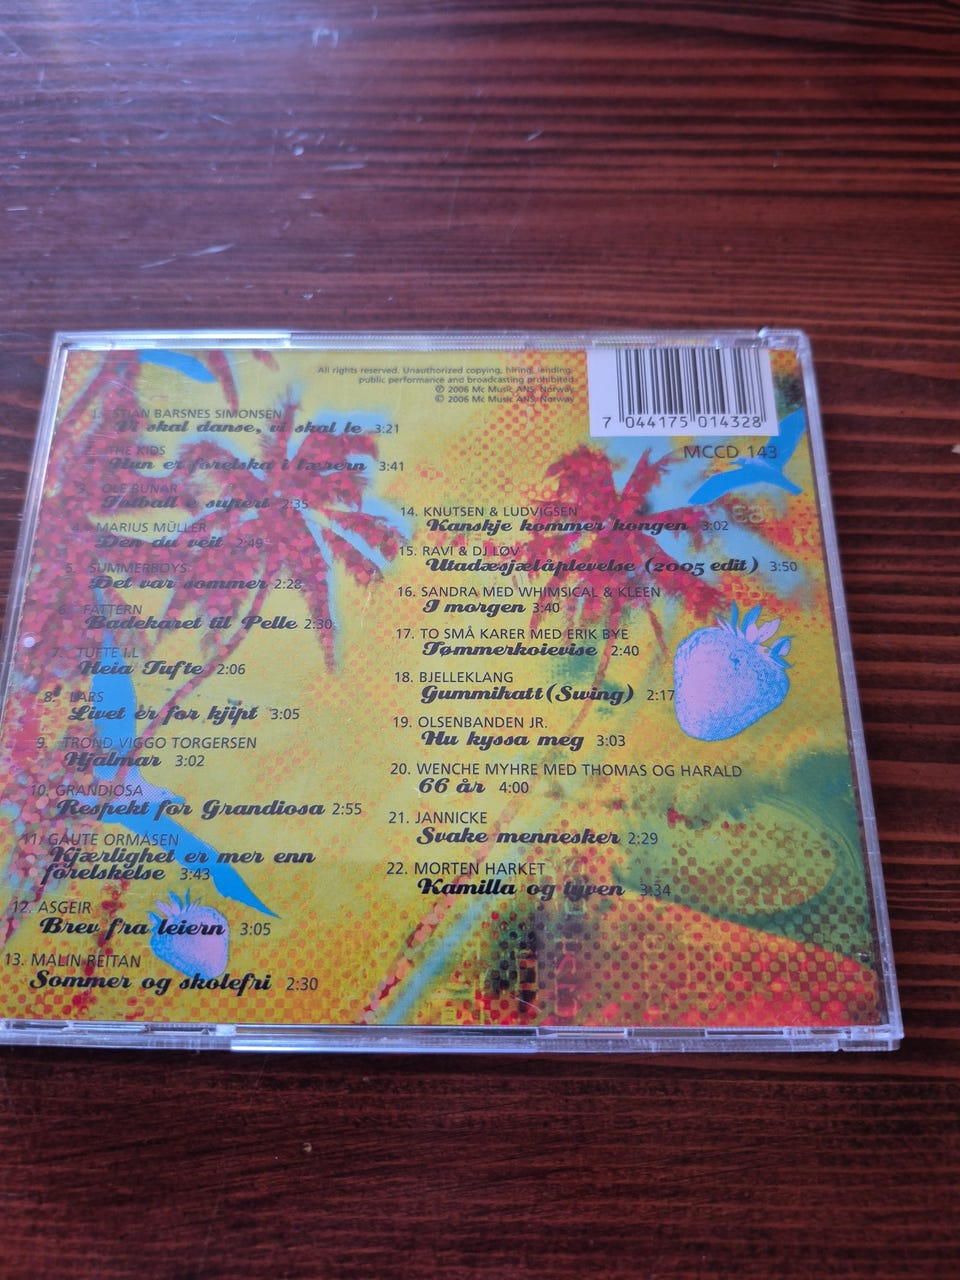 All rights reserved. Unauthorized copying, hiring, lending,
public performance and broadcasting prohibited.
℗ 2006 Mc Music ANS, Norway
© 2006 Mc Music ANS, Norway
7 044175 014328
MCCD 143
1. STIAN BARSNES SIMONSEN
Vi skal danse, vi skal le 3:21
2. THE KIDS
Hun er forelska i læreren 3:41
3. OLE RUNAR
Fotball e supert 2:35
4. MARIUS MÜLLER
Den du veit 2:49
5. SUMMERBOYS
Det var sommer 2:28
6. FATTERN
Badekaret til Pelle 2:30
7. TUFTE I.L
Heia Tufte 2:06
8. LARS
Livet er for kjipt 3:05
9. TROND VIGGO TORGERSEN
Hjalmar 3:02
10. GRANDIOSA
Respekt for Grandiosa 2:55
11. GAUTE ORMÅSEN
Kjærlighet er mer enn
forelskelse 3:43
12. ASGEIR
Brev fra leiern 3:05
13. MALIN REITAN
Sommer og skolefri 2:30
14. KNUTSEN & LUDVIGSEN
Kanskje kommer kongen 3:02
15. RAVI & DJ LØV
Utadæsjælåplevelse (2005 edit) 3:50
16. SANDRA MED WHIMSICAL & KLEEN
I morgen 3:40
17. TO SMÅ KARER MED ERIK BYE
Tømmerkoievise 2:40
18. BJELLEKLANG
Gummihatt (Swing) 2:17
19. OLSENBANDEN JR.
Hu kyssa meg 3:03
20. WENCHE MYHRE MED THOMAS OG HARALD
66 år 4:00
21. JANNICKE
Svake mennesker 2:29
22. MORTEN HARKET
Kamilla og tyven 3:34